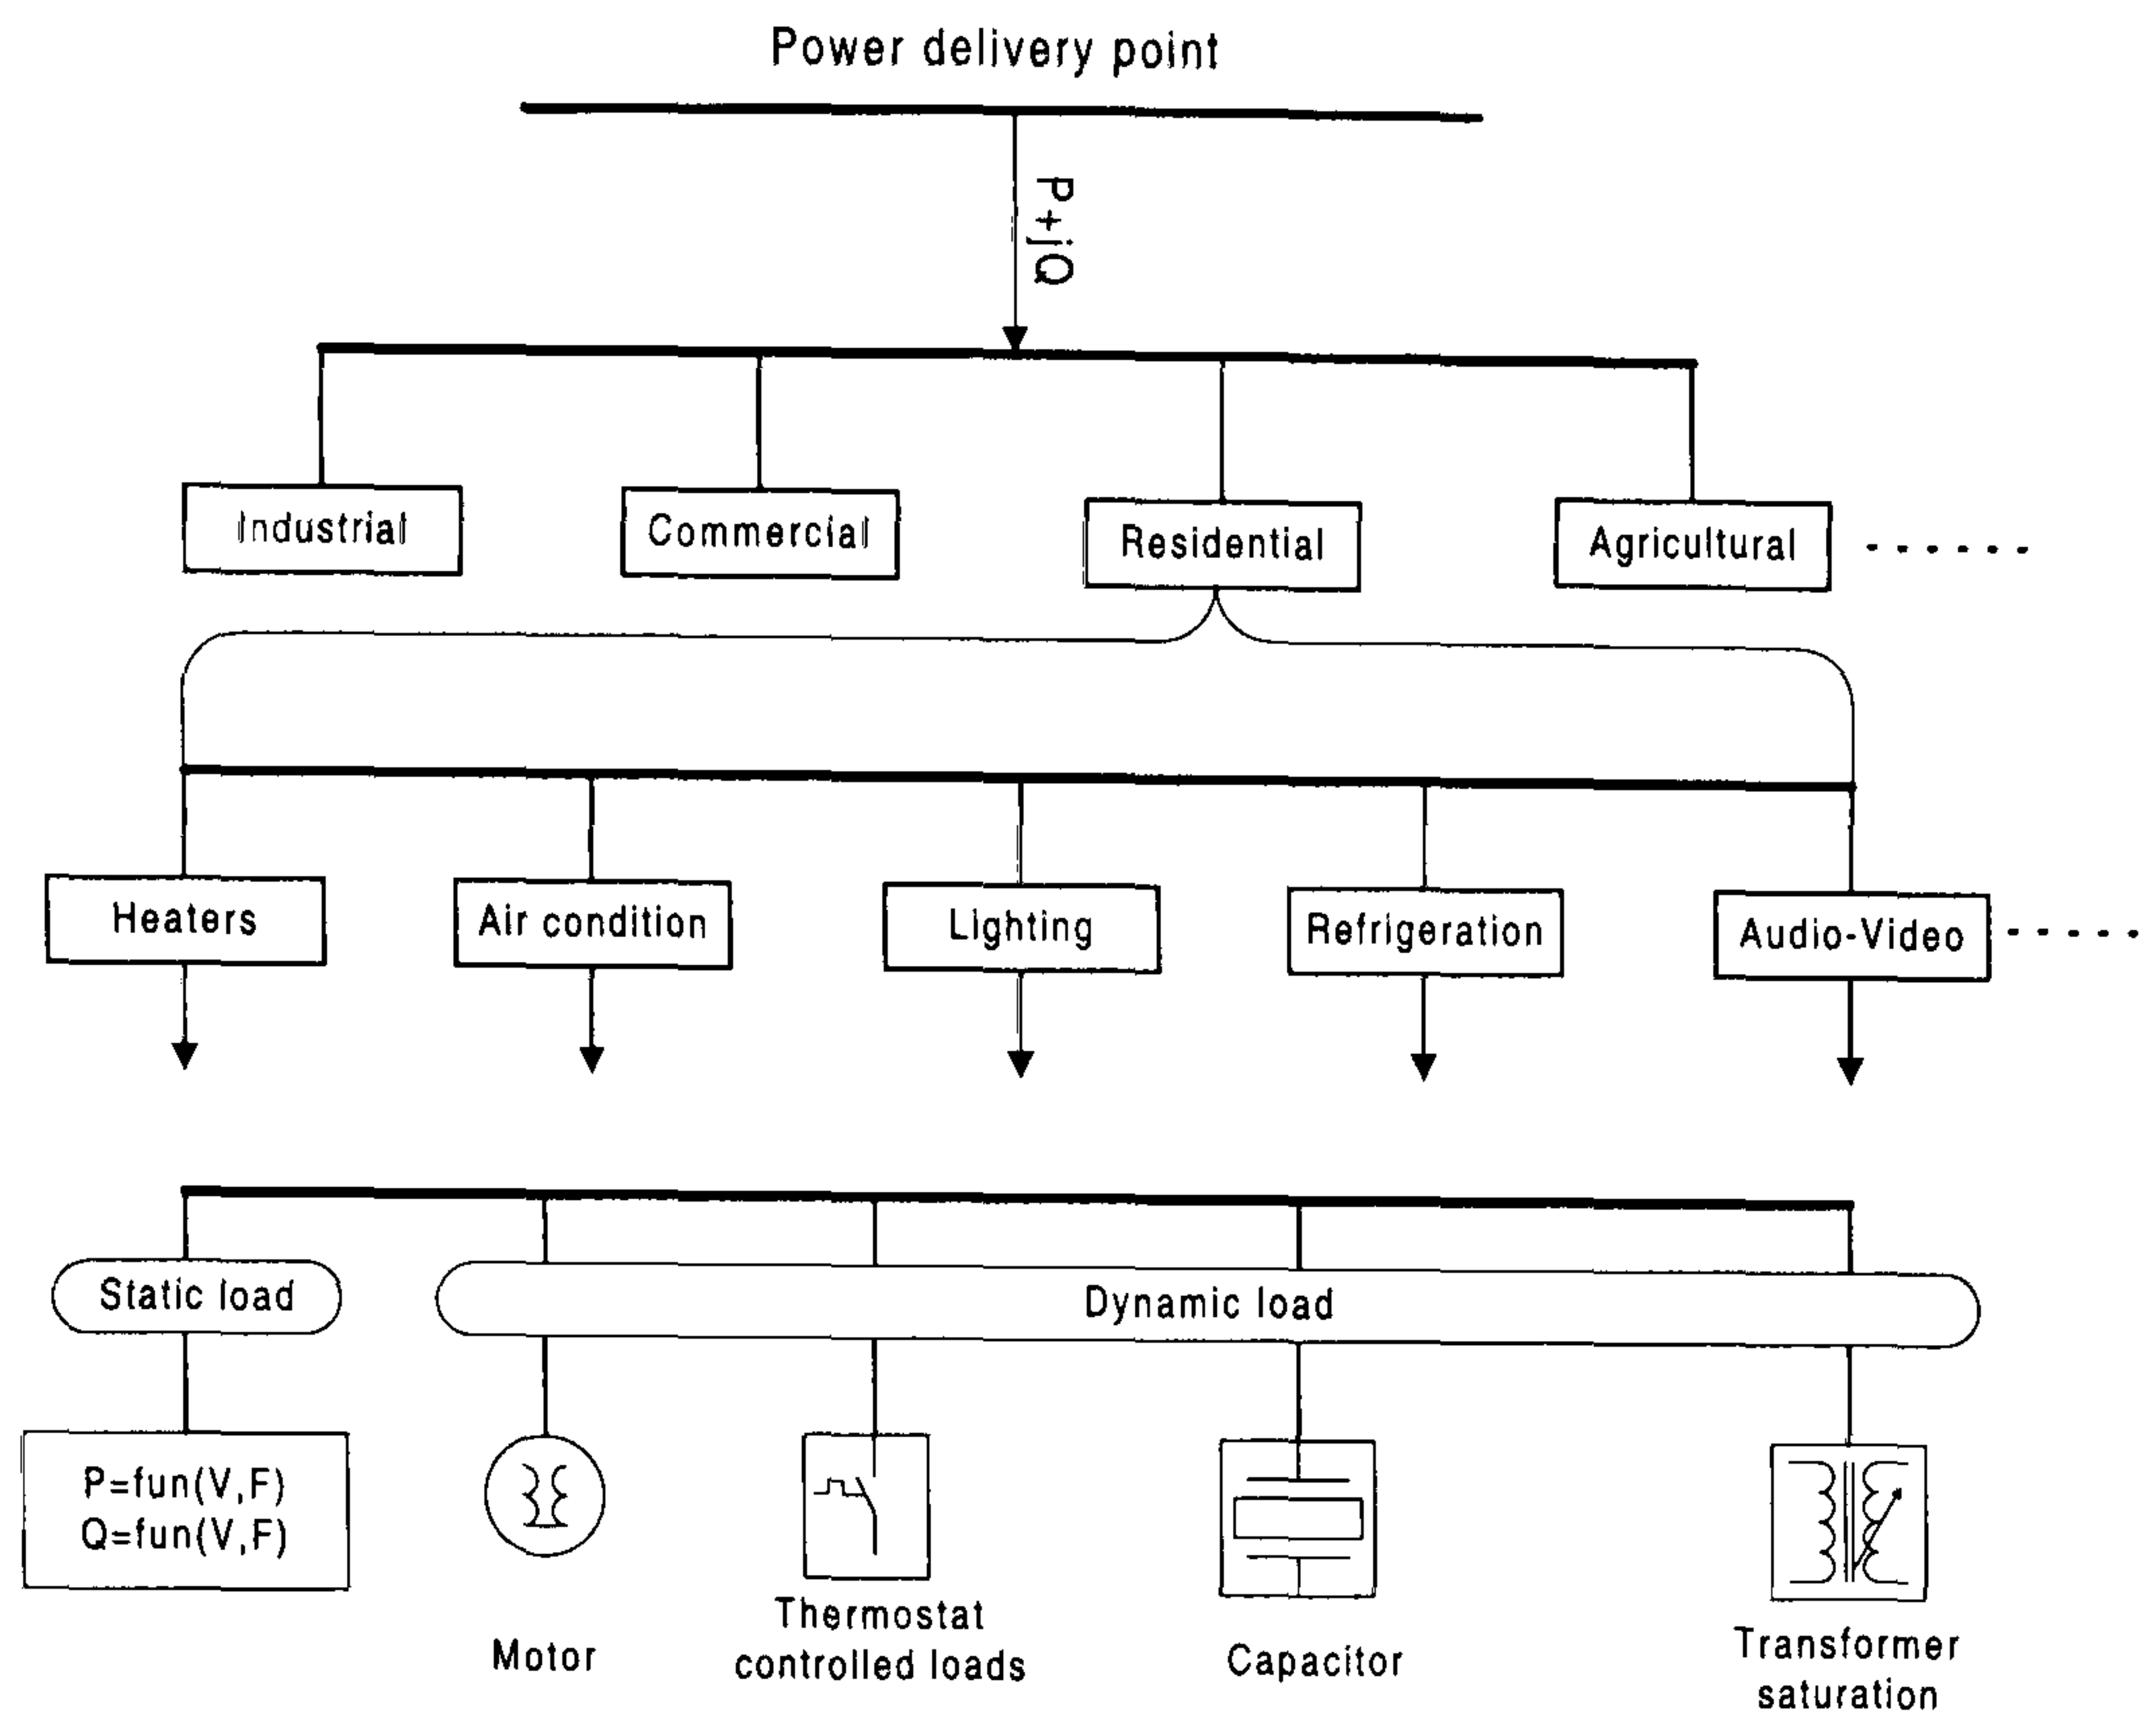 Power delivery point
P+jQ
Industrial
Commercial
Residential
Agricultural
Heaters
Air condition
Lighting
Refrigeration
Audio-Video
Static load
Dynamic load
P=fun(V,F)
Q=fun(V,F)
Motor
Thermostat
controlled loads
Capacitor
Transformer
saturation